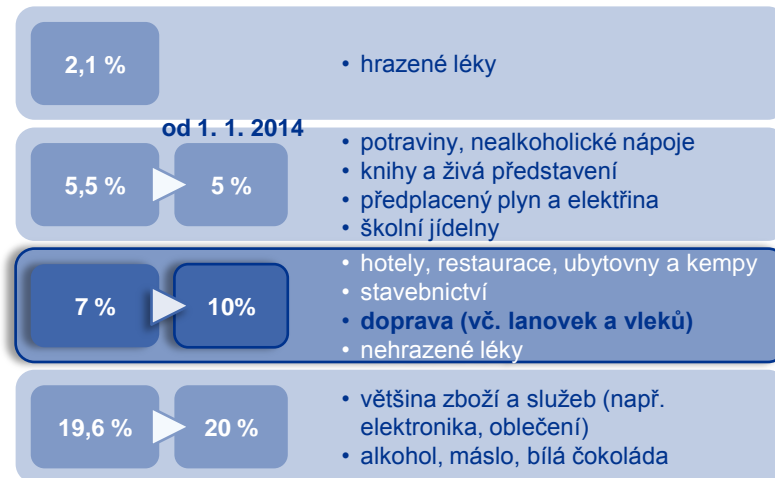 2,1 %
• hrazené léky
od 1. 1. 2014
5,5 %
5 %
• potraviny, nealkoholické nápoje
• knihy a živá představení
• předplacený plyn a elektřina
• školní jídelny
7 %
10%
• hotely, restaurace, ubytovny a kempy
• stavebnictví
• doprava (vč. lanovek a vleků)
• nehrazené léky
19,6 %
20 %
• většina zboží a služeb (např.
elektronika, oblečení)
• alkohol, máslo, bílá čokoláda